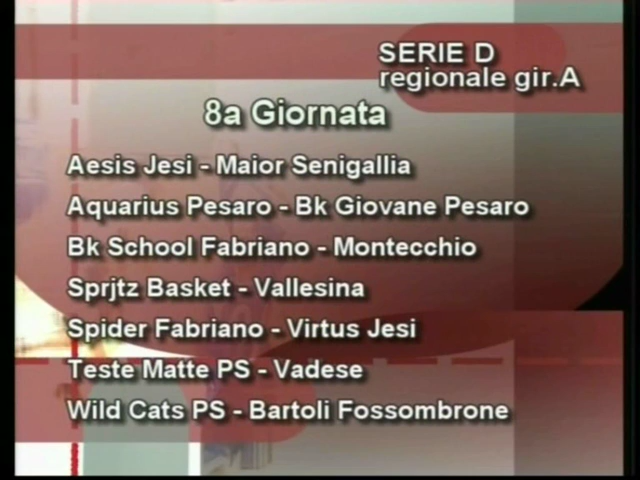 SERIE D
regionale gir.A
8a Giornata
Aesis Jesi - Maior Senigallia
Aquarius Pesaro - Bk Giovane Pesaro
Bk School Fabriano - Montecchio
Sprjtz Basket - Vallesina
Spider Fabriano - Virtus Jesi
Teste Matte PS - Vadese
Wild Cats PS - Bartoli Fossombrone